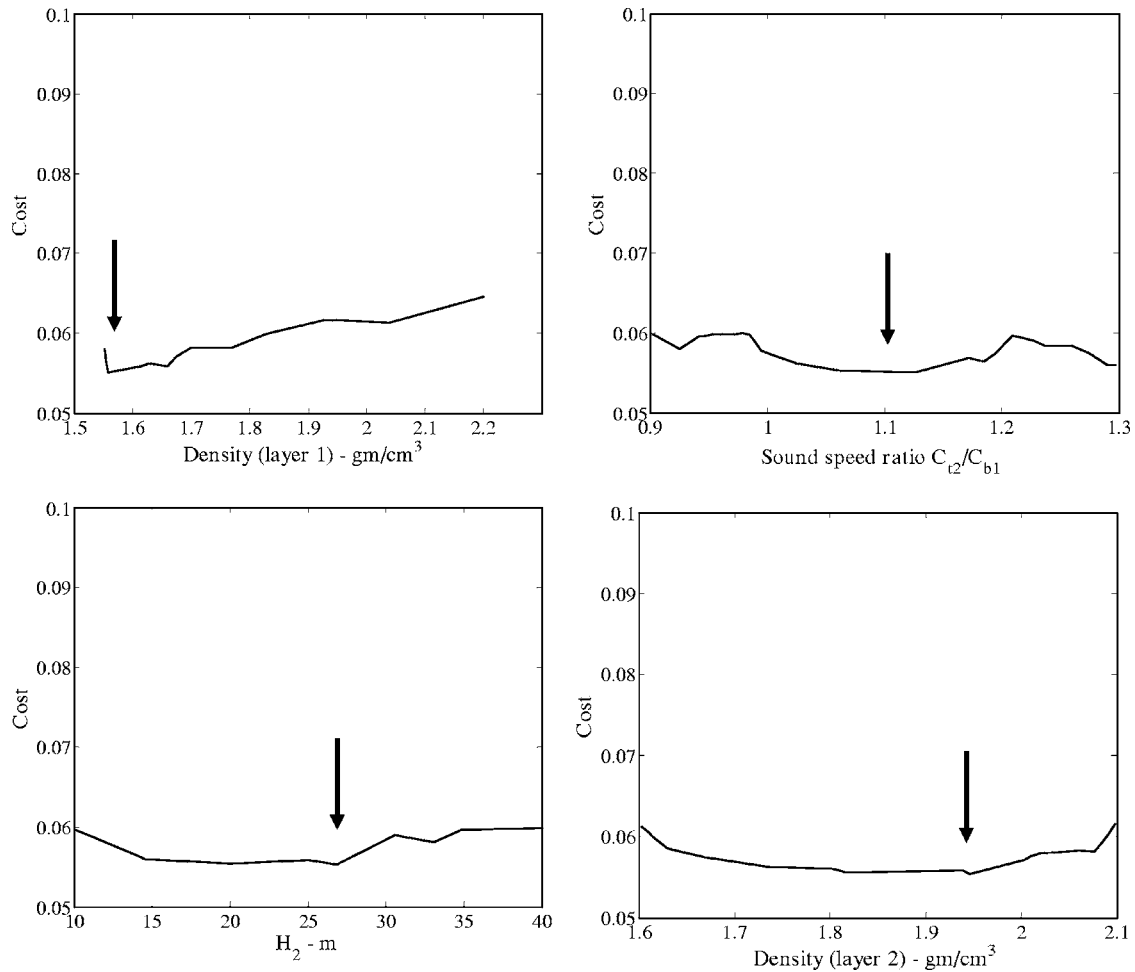 0.1
0.09
0.08
0.07
0.06
0.05
Cost
1.5 1.6 1.7 1.8 1.9 2 2.1 2.2
Density (layer 1) - gm/cm³
0.1
0.09
0.08
0.07
0.06
0.05
Cost
0.9 1 1.1 1.2 1.3
Sound speed ratio C_t2/C_b1
0.1
0.09
0.08
0.07
0.06
0.05
Cost
10 15 20 25 30 35 40
H₂ - m
0.1
0.09
0.08
0.07
0.06
0.05
Cost
1.6 1.7 1.8 1.9 2 2.1
Density (layer 2) - gm/cm³